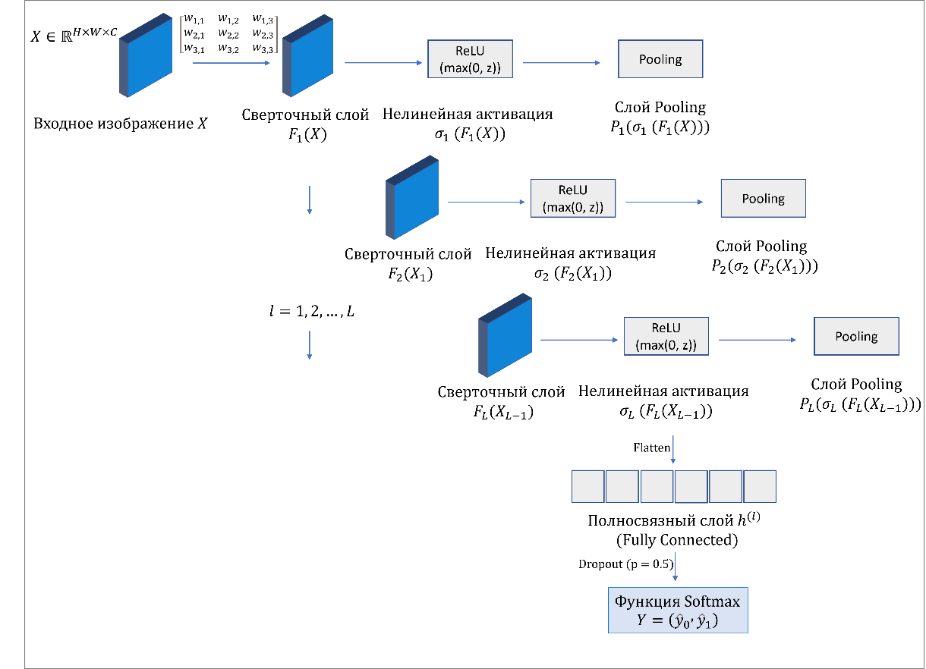 X ∈ ℝ^{H×W×C}
w_{1,1} w_{1,2} w_{1,3}
w_{2,1} w_{2,2} w_{2,3}
w_{3,1} w_{3,2} w_{3,3}
ReLU
(max(0, z))
Pooling
Входное изображение X
Сверточный слой
F_1(X)
Нелинейная активация
σ_1 (F_1(X))
Слой Pooling
P_1(σ_1 (F_1(X)))
ReLU
(max(0, z))
Pooling
Сверточный слой
F_2(X_1)
Нелинейная активация
σ_2 (F_2(X_1))
Слой Pooling
P_2(σ_2 (F_2(X_1)))
l = 1, 2, ..., L
ReLU
(max(0, z))
Pooling
Сверточный слой
F_L(X_{L−1})
Нелинейная активация
σ_L (F_L(X_{L−1}))
Слой Pooling
P_L(σ_L (F_L(X_{L−1})))
Flatten
Полносвязный слой h^{(l)}
(Fully Connected)
Dropout (p = 0.5)
Функция Softmax
Y = (ŷ_0, ŷ_1)